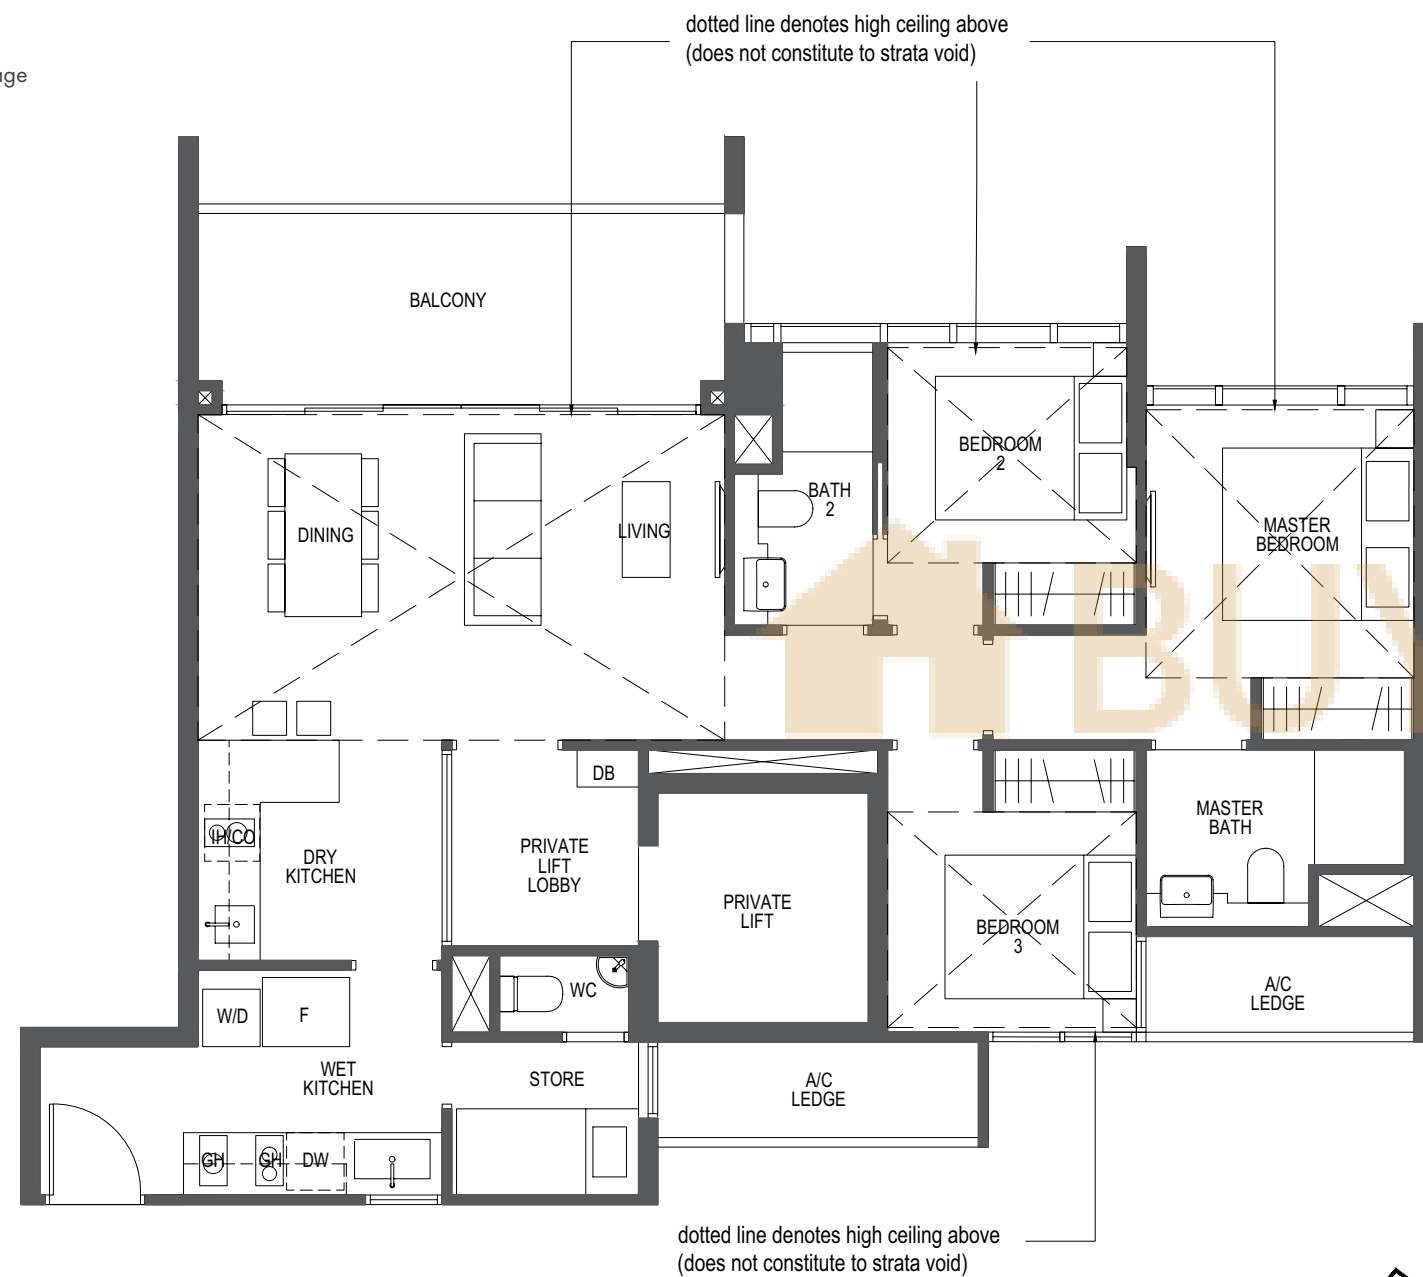 dotted line denotes high ceiling above
(does not constitute to strata void)
age
BALCONY
BEDROOM
2
BATH
2
DINING
LIVING
MASTER
BEDROOM
BUY
DB
IH/CO
DRY
KITCHEN
PRIVATE
LIFT
LOBBY
PRIVATE
LIFT
MASTER
BATH
BEDROOM
3
WC
A/C
LEDGE
W/D
F
WET
KITCHEN
STORE
A/C
LEDGE
GH
GH
DW
dotted line denotes high ceiling above
(does not constitute to strata void)